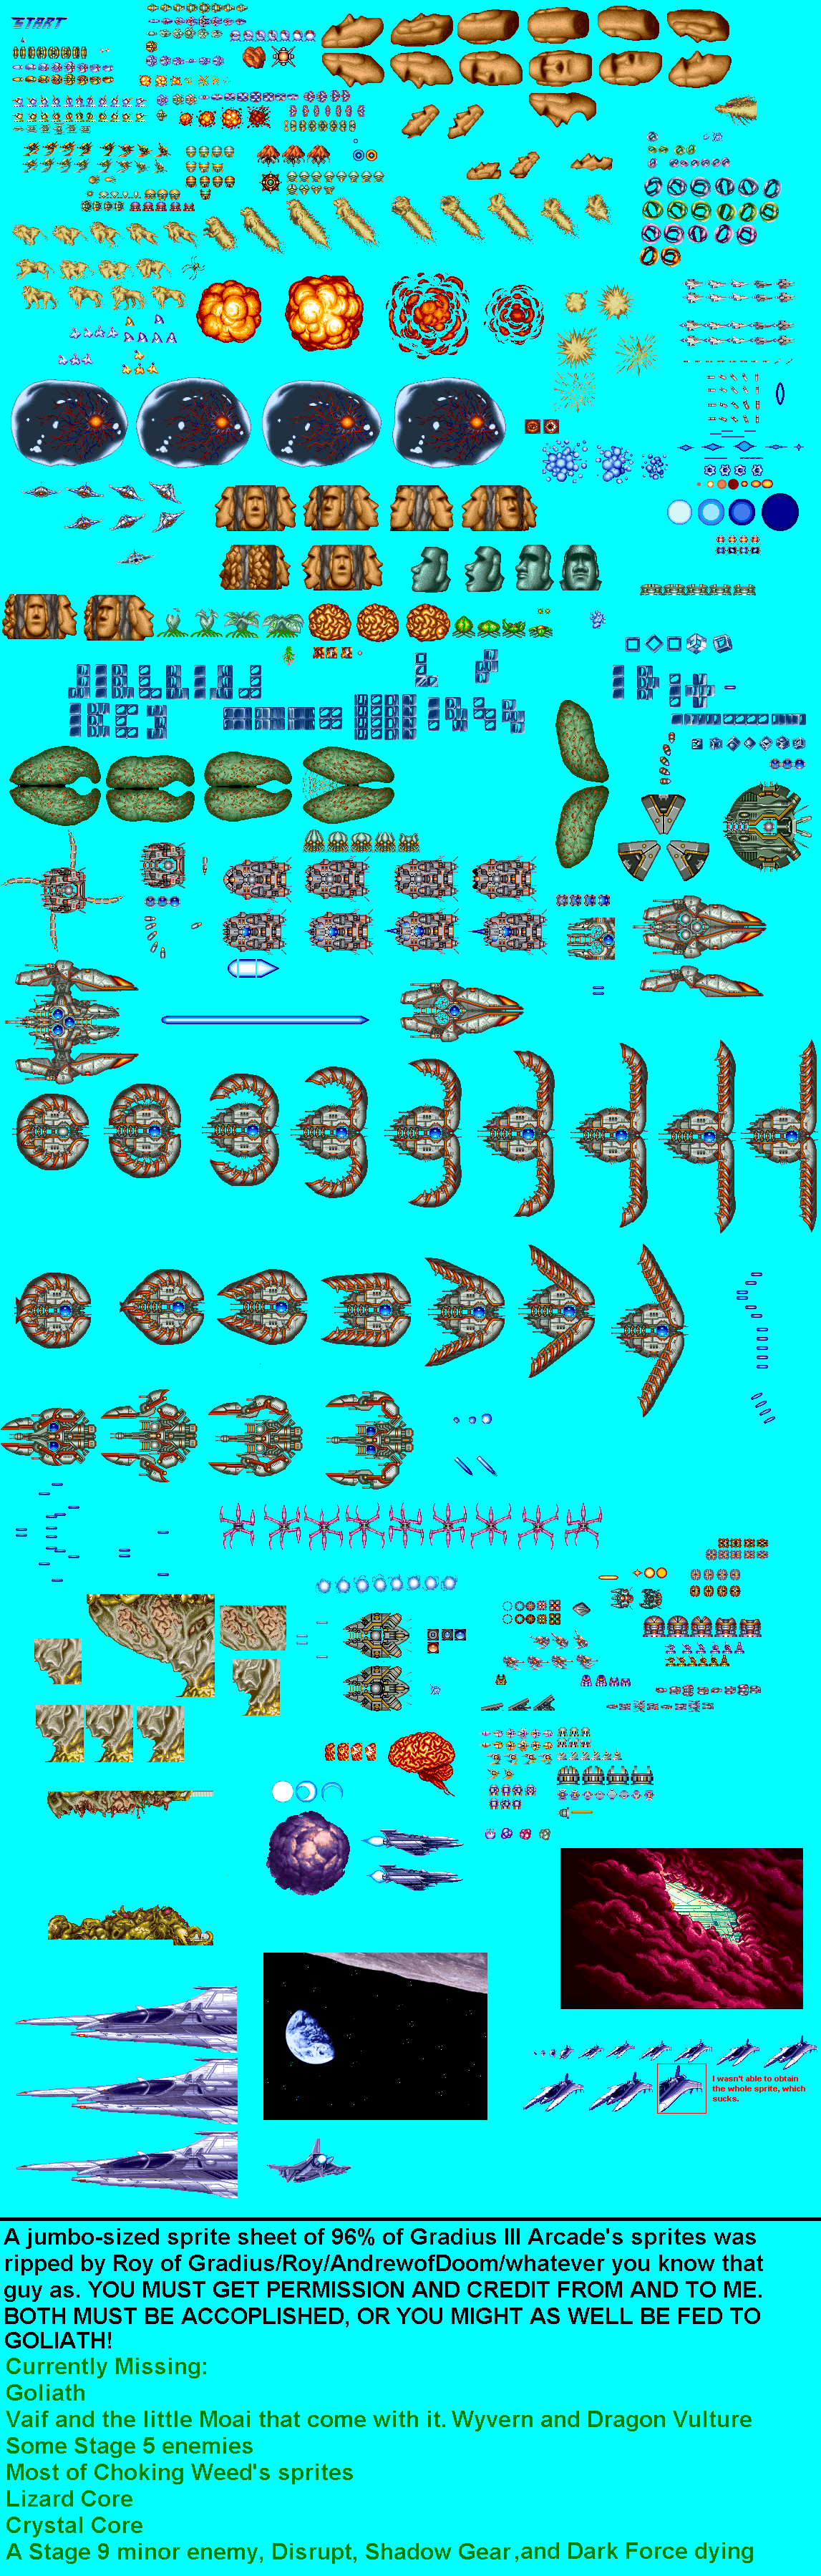 START
I wasn't able to obtain
the whole sprite, which
sucks.
A jumbo-sized sprite sheet of 96% of Gradius III Arcade's sprites was
ripped by Roy of Gradius/Roy/AndrewofDoom/whatever you know that
guy as. YOU MUST GET PERMISSION AND CREDIT FROM AND TO ME.
BOTH MUST BE ACCOPLISHED, OR YOU MIGHT AS WELL BE FED TO
GOLIATH!
Currently Missing:
Goliath
Vaif and the little Moai that come with it. Wyvern and Dragon Vulture
Some Stage 5 enemies
Most of Choking Weed's sprites
Lizard Core
Crystal Core
A Stage 9 minor enemy, Disrupt, Shadow Gear,and Dark Force dying